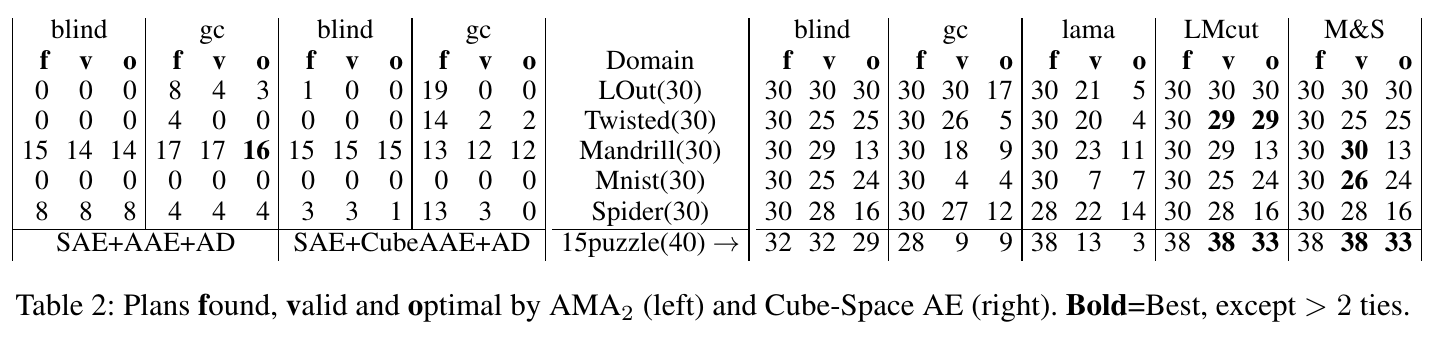 blind gc blind gc blind gc lama LMcut M&S
f v o f v o f v o f v o Domain f v o f v o f v o f v o f v o
0 0 0 8 4 3 1 0 0 19 0 0 LOut(30) 30 30 30 30 30 17 30 21 5 30 30 30 30 30 30
0 0 0 4 0 0 0 0 0 14 2 2 Twisted(30) 30 25 25 30 26 5 30 20 4 30 29 29 30 25 25
15 14 14 17 17 16 15 15 15 13 12 12 Mandrill(30) 30 29 13 30 18 9 30 23 11 30 29 13 30 30 13
0 0 0 0 0 0 0 0 0 0 0 0 Mnist(30) 30 25 24 30 4 4 30 7 7 30 25 24 30 26 24
8 8 8 4 4 4 3 3 1 13 3 0 Spider(30) 30 28 16 30 27 12 28 22 14 30 28 16 30 28 16
SAE+AAE+AD SAE+CubeAAE+AD 15puzzle(40) → 32 32 29 28 9 9 38 13 3 38 38 33 38 38 33
Table 2: Plans found, valid and optimal by AMA₂ (left) and Cube-Space AE (right). Bold=Best, except > 2 ties.